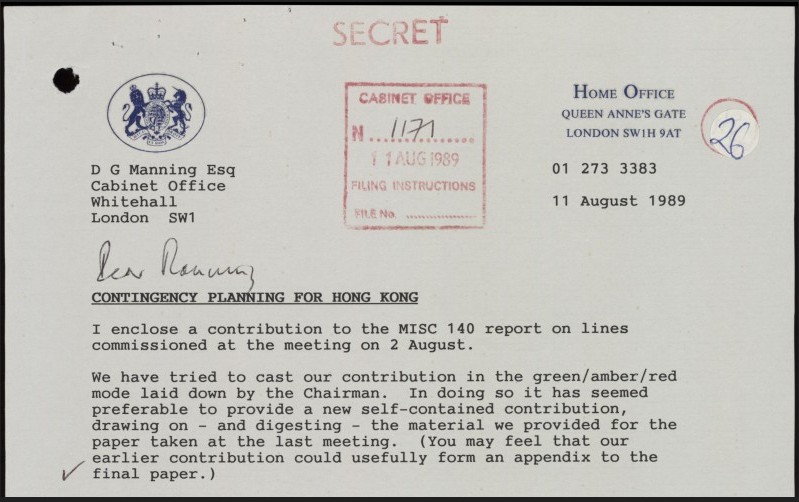 SECRET
CABINET OFFICE
N ... 1171 ...............
11 AUG 1989
FILING INSTRUCTIONS
FILE No. ................
HOME OFFICE
QUEEN ANNE'S GATE
LONDON SW1H 9AT
26
01 273 3383
11 August 1989
D G Manning Esq
Cabinet Office
Whitehall
London SW1
Dear Manning
CONTINGENCY PLANNING FOR HONG KONG
I enclose a contribution to the MISC 140 report on lines
commissioned at the meeting on 2 August.
We have tried to cast our contribution in the green/amber/red
mode laid down by the Chairman. In doing so it has seemed
preferable to provide a new self-contained contribution,
drawing on - and digesting - the material we provided for the
paper taken at the last meeting. (You may feel that our
earlier contribution could usefully form an appendix to the
final paper.)